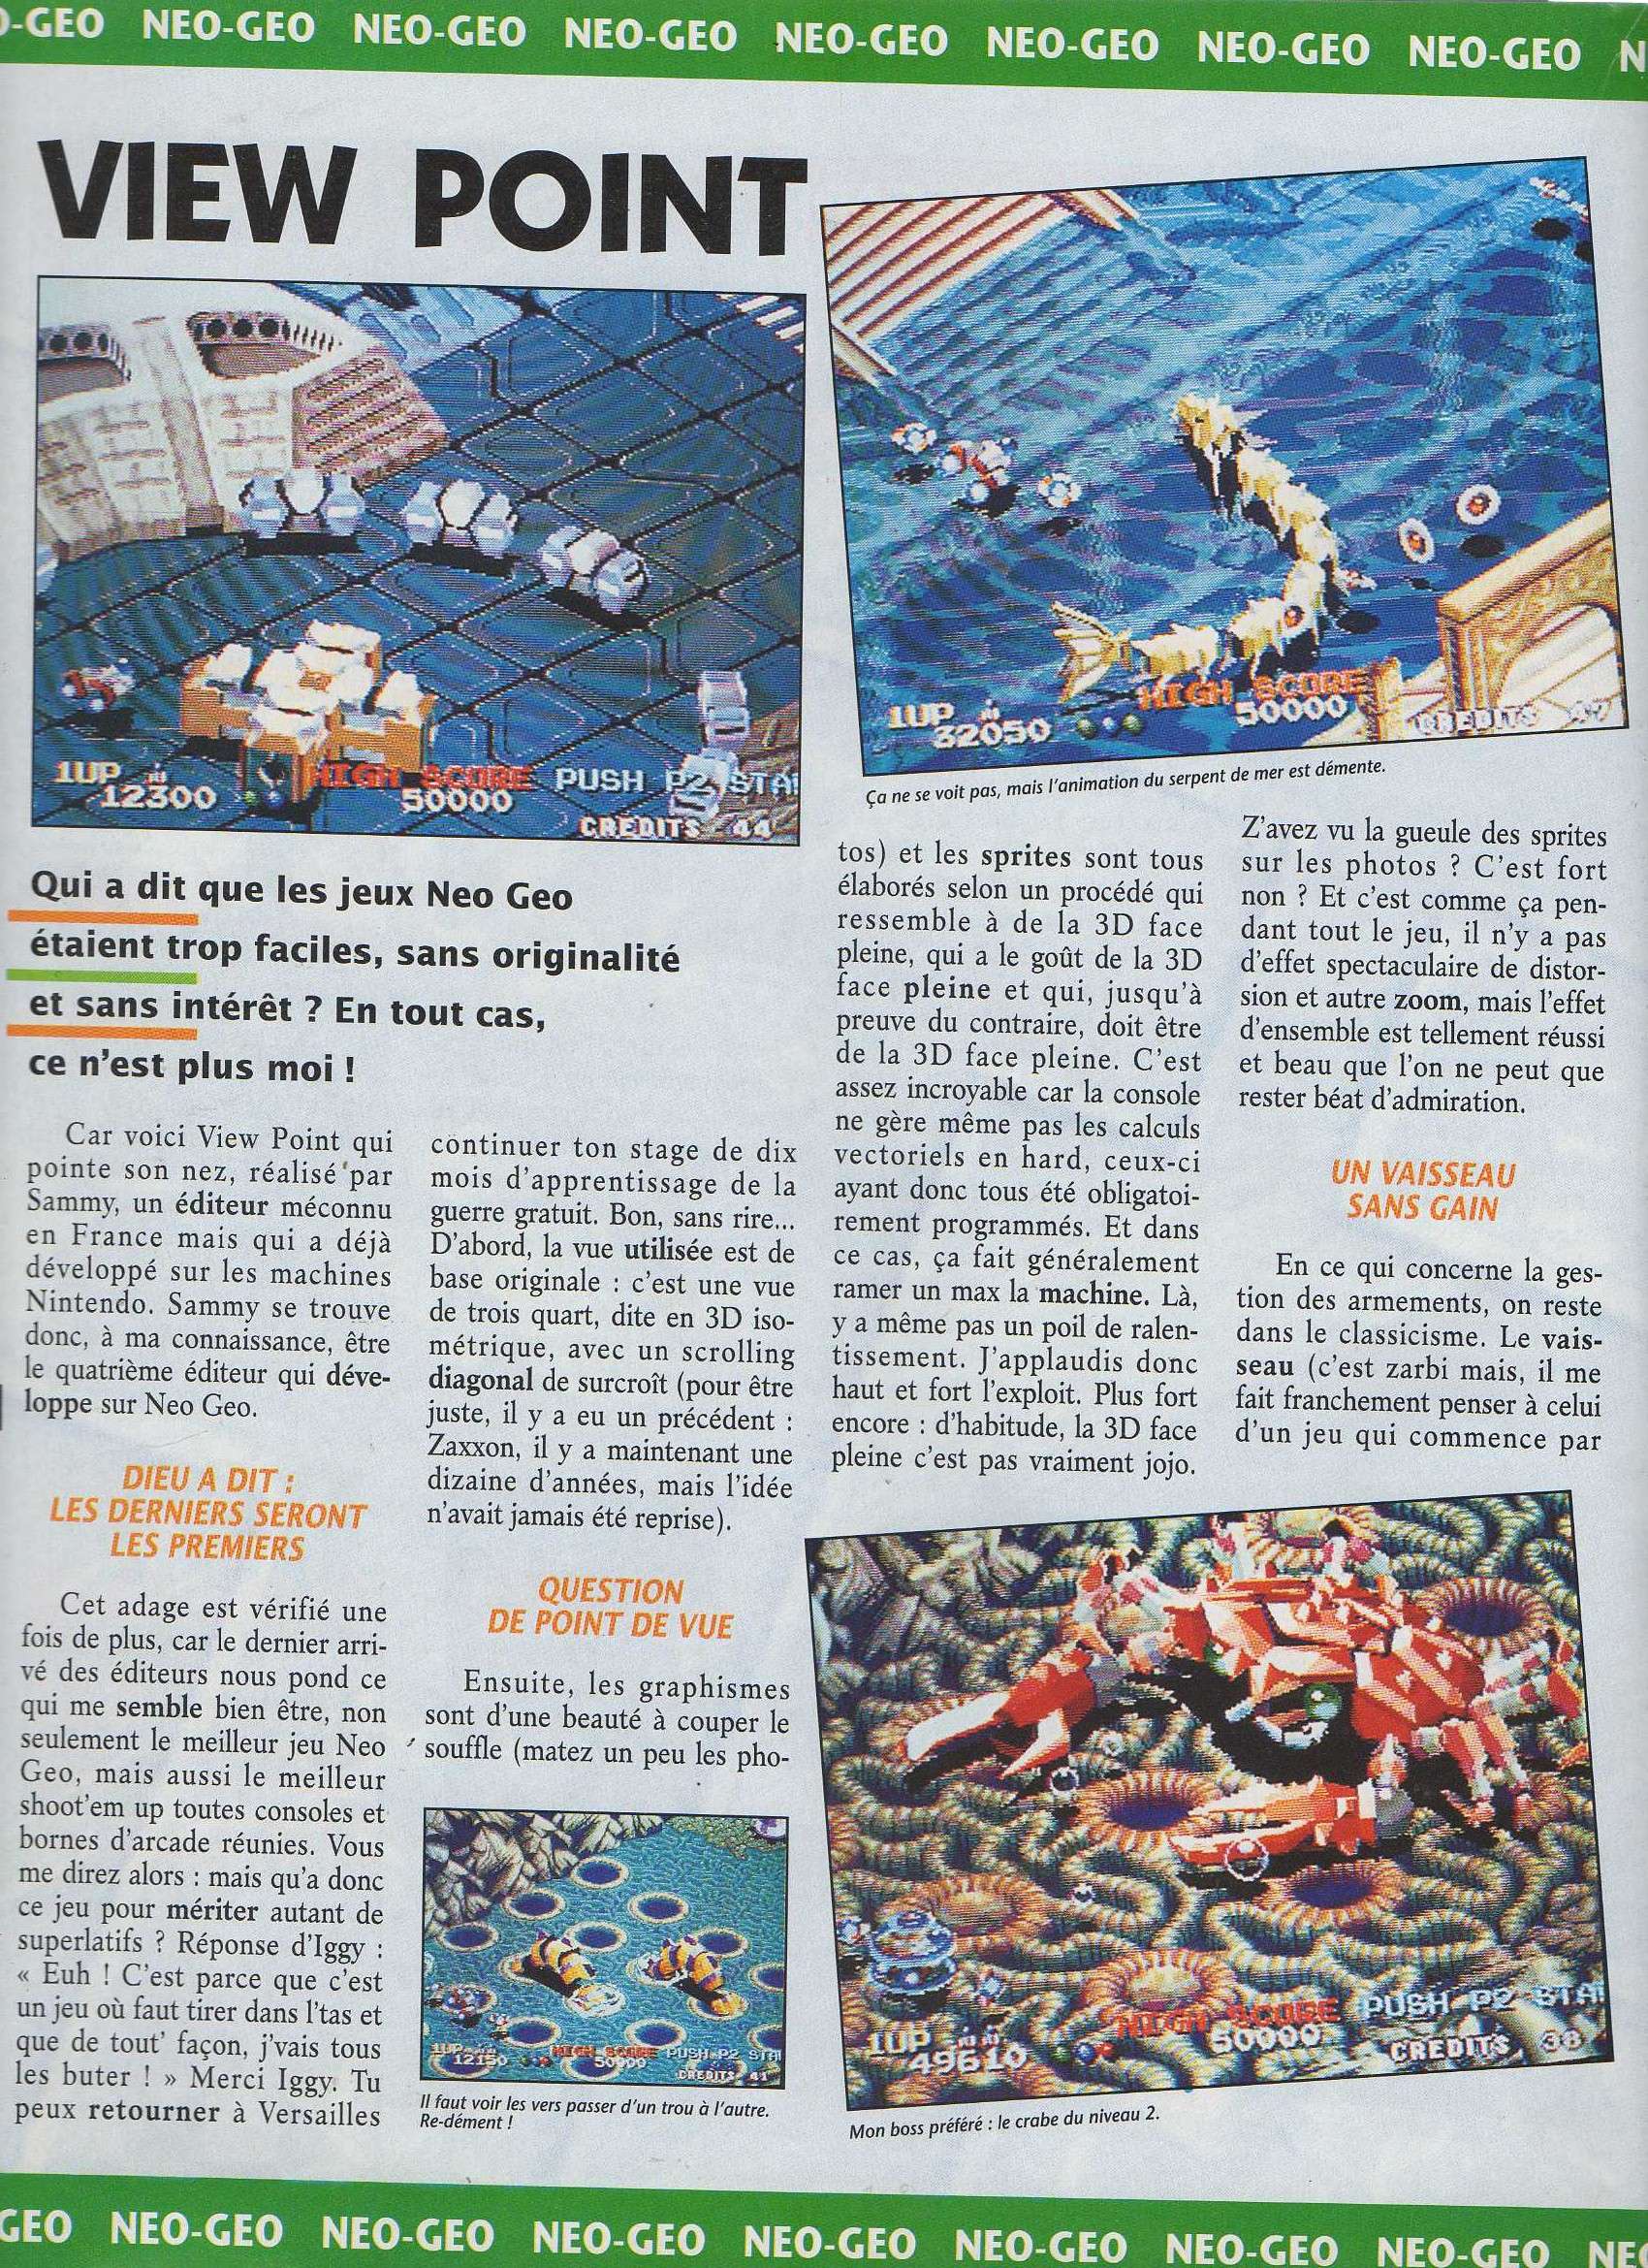 NEO-GEO NEO-GEO NEO-GEO NEO-GEO NEO-GEO NEO-GEO NEO-GEO
VIEW POINT
1UP
12300
HIGH SCORE
50000
PUSH P2 STA
CREDITS 44
1UP
32050
HIGH SCORE
50000
CREDITS 47
Ça ne se voit pas, mais l'animation du serpent de mer est démente.
Qui a dit que les jeux Neo Geo
étaient trop faciles, sans originalité
et sans intérêt ? En tout cas,
ce n'est plus moi !
Car voici View Point qui
pointe son nez, réalisé par
Sammy, un éditeur méconnu
en France mais qui a déjà
développé sur les machines
Nintendo. Sammy se trouve
donc, à ma connaissance, être
le quatrième éditeur qui déve-
loppe sur Neo Geo.
DIEU A DIT :
LES DERNIERS SERONT
LES PREMIERS
Cet adage est vérifié une
fois de plus, car le dernier arri-
vé des éditeurs nous pond ce
qui me semble bien être, non
seulement le meilleur jeu Neo
Geo, mais aussi le meilleur
shoot'em up toutes consoles et
bornes d'arcade réunies. Vous
me direz alors : mais qu'a donc
ce jeu pour mériter autant de
superlatifs ? Réponse d'Iggy :
« Euh ! C'est parce que c'est
un jeu où faut tirer dans l'tas et
que de tout' façon, j'vais tous
les buter ! » Merci Iggy. Tu
peux retourner à Versailles
continuer ton stage de dix
mois d'apprentissage de la
guerre gratuit. Bon, sans rire...
D'abord, la vue utilisée est de
base originale : c'est une vue
de trois quart, dite en 3D iso-
métrique, avec un scrolling
diagonal de surcroît (pour être
juste, il y a eu un précédent :
Zaxxon, il y a maintenant une
dizaine d'années, mais l'idée
n'avait jamais été reprise).
QUESTION
DE POINT DE VUE
Ensuite, les graphismes
sont d'une beauté à couper le
souffle (matez un peu les pho-
1UP
12150
HIGH SCORE
50000
PUSH P2 STA
CREDITS 41
Il faut voir les vers passer d'un trou à l'autre.
Re-dément !
tos) et les sprites sont tous
élaborés selon un procédé qui
ressemble à de la 3D face
pleine, qui a le goût de la 3D
face pleine et qui, jusqu'à
preuve du contraire, doit être
de la 3D face pleine. C'est
assez incroyable car la console
ne gère même pas les calculs
vectoriels en hard, ceux-ci
ayant donc tous été obligatoi-
rement programmés. Et dans
ce cas, ça fait généralement
ramer un max la machine. Là,
y a même pas un poil de ralen-
tissement. J'applaudis donc
haut et fort l'exploit. Plus fort
encore : d'habitude, la 3D face
pleine c'est pas vraiment jojo.
Z'avez vu la gueule des sprites
sur les photos ? C'est fort
non ? Et c'est comme ça pen-
dant tout le jeu, il n'y a pas
d'effet spectaculaire de distor-
sion et autre zoom, mais l'effet
d'ensemble est tellement réussi
et beau que l'on ne peut que
rester béat d'admiration.
UN VAISSEAU
SANS GAIN
En ce qui concerne la ges-
tion des armements, on reste
dans le classicisme. Le vais-
seau (c'est zarbi mais, il me
fait franchement penser à celui
d'un jeu qui commence par
1UP
49610
HIGH SCORE
50000
PUSH P2 STA
CREDITS 38
Mon boss préféré : le crabe du niveau 2.
GEO NEO-GEO NEO-GEO NEO-GEO NEO-GEO NEO-GEO NEO-GEO NEO-GEO NE